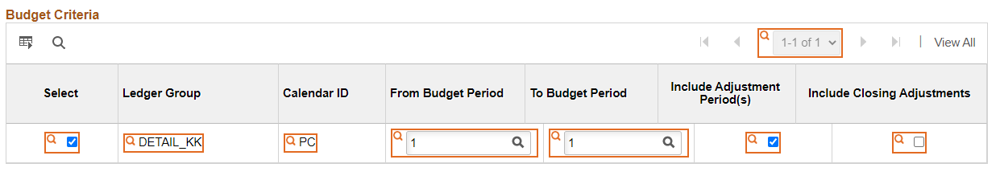 Budget Criteria
1-1 of 1
| View All
Select Ledger Group Calendar ID From Budget Period To Budget Period Include Adjustment Period(s) Include Closing Adjustments
DETAIL_KK PC 1 1